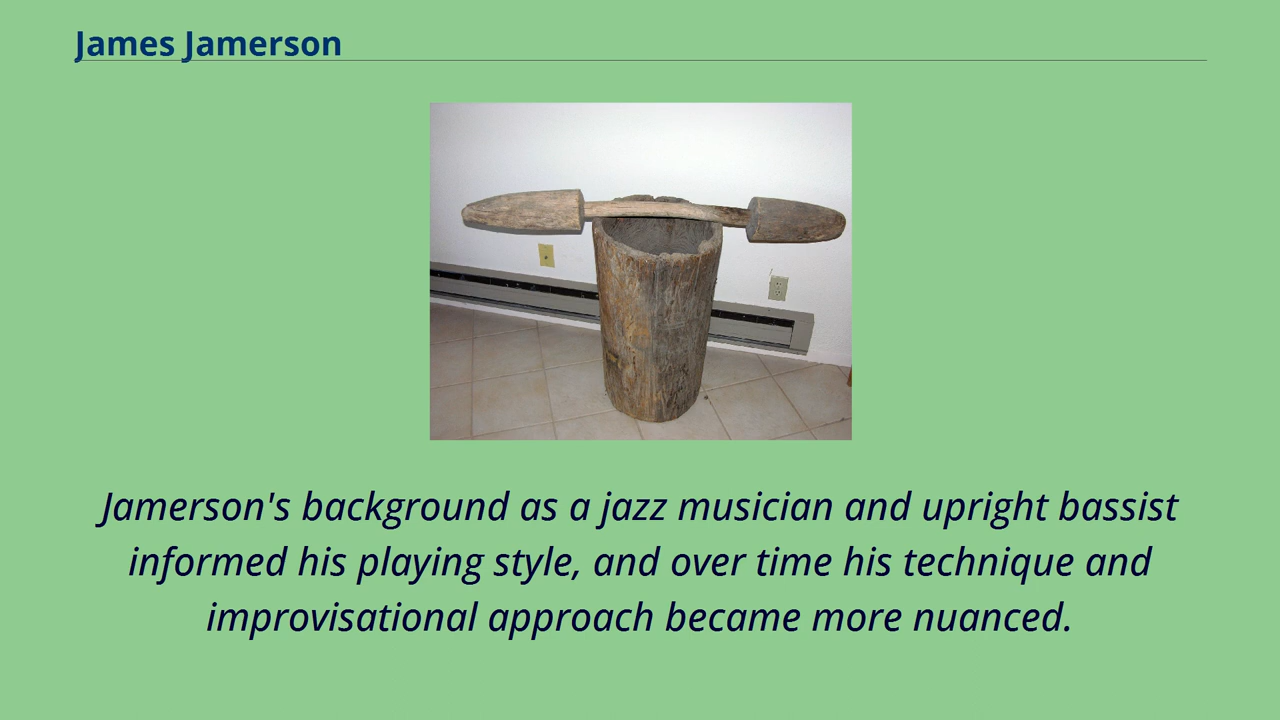 James Jamerson
Jamerson's background as a jazz musician and upright bassist
informed his playing style, and over time his technique and
improvisational approach became more nuanced.